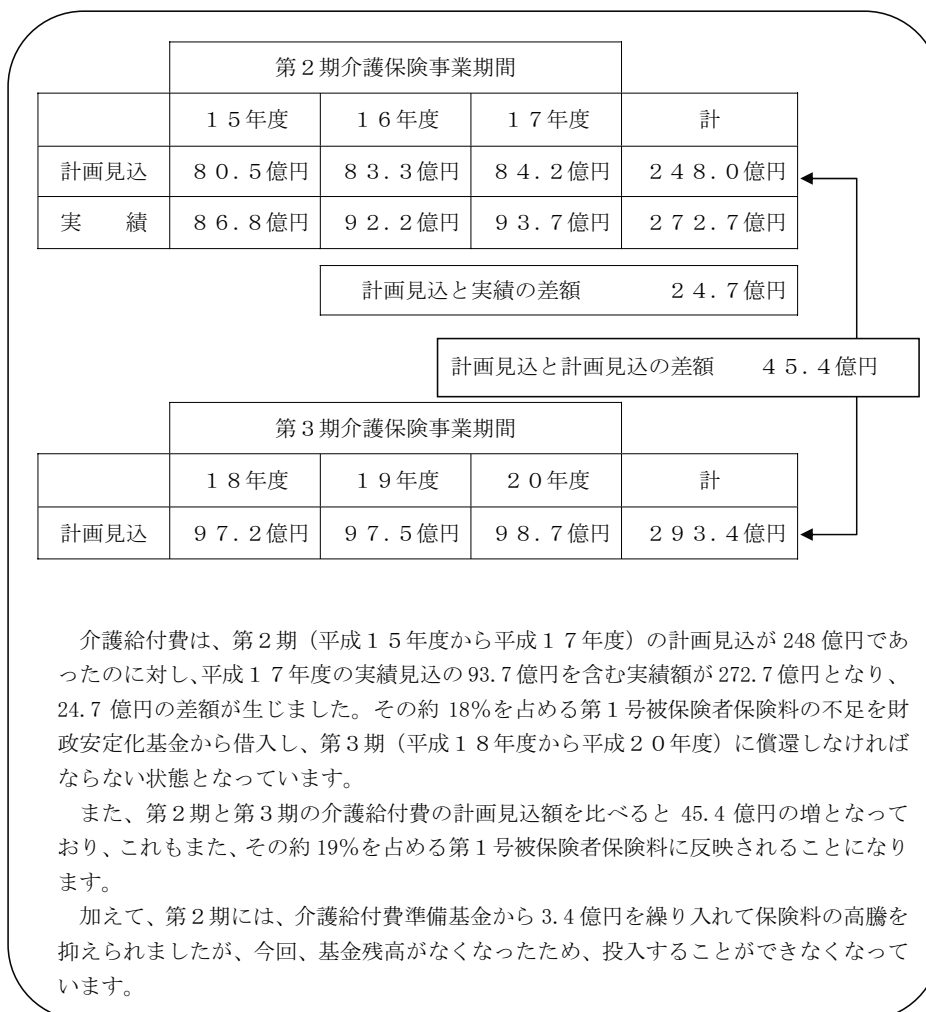 第２期介護保険事業期間
１５年度 １６年度 １７年度 計
計画見込 ８０.５億円 ８３.３億円 ８４.２億円 ２４８.０億円
実　績 ８６.８億円 ９２.２億円 ９３.７億円 ２７２.７億円
計画見込と実績の差額 ２４.７億円
計画見込と計画見込の差額 ４５.４億円
第３期介護保険事業期間
１８年度 １９年度 ２０年度 計
計画見込 ９７.２億円 ９７.５億円 ９８.７億円 ２９３.４億円
介護給付費は、第２期（平成１５年度から平成１７年度）の計画見込が 248 億円であ
ったのに対し、平成１７年度の実績見込の 93.7 億円を含む実績額が 272.7 億円となり、
24.7 億円の差額が生じました。その約 18%を占める第１号被保険者保険料の不足を財
政安定化基金から借入し、第３期（平成１８年度から平成２０年度）に償還しなければ
ならない状態となっています。
また、第２期と第３期の介護給付費の計画見込額を比べると 45.4 億円の増となって
おり、これもまた、その約 19%を占める第１号被保険者保険料に反映されることになり
ます。
加えて、第２期には、介護給付費準備基金から 3.4 億円を繰り入れて保険料の高騰を
抑えられましたが、今回、基金残高がなくなったため、投入することができなくなって
います。